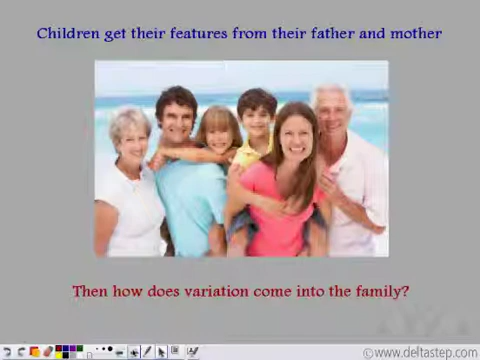 Children get their features from their father and mother
Then how does variation come into the family?
© www.deltastep.com